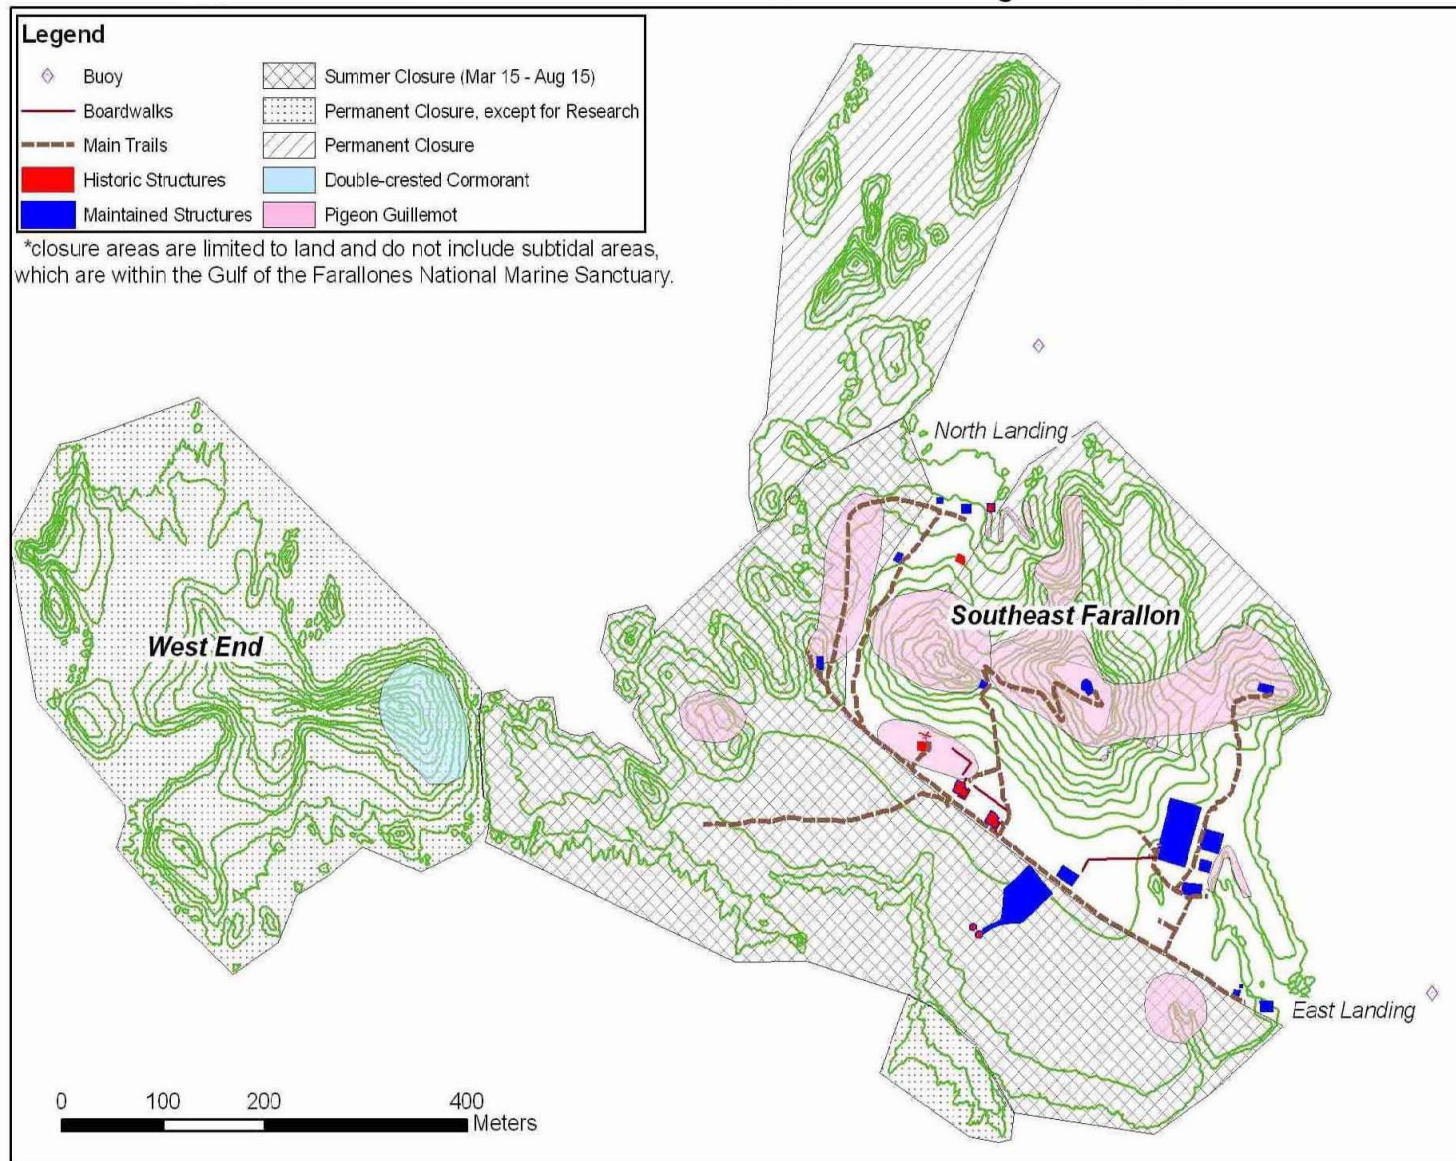 Legend
Buoy
Boardwalks
Main Trails
Historic Structures
Maintained Structures
Summer Closure (Mar 15 - Aug 15)
Permanent Closure, except for Research
Permanent Closure
Double-crested Cormorant
Pigeon Guillemot
*closure areas are limited to land and do not include subtidal areas,
which are within the Gulf of the Farallones National Marine Sanctuary.
North Landing
Southeast Farallon
West End
East Landing
0 100 200 400
Meters